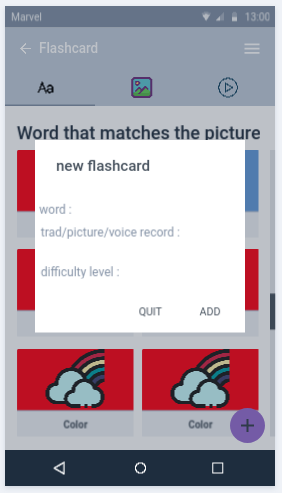 Marvel
13:00
Flashcard
Aa
Word that matches the picture
new flashcard
word :
trad/picture/voice record :
difficulty level :
QUIT ADD
Color Color